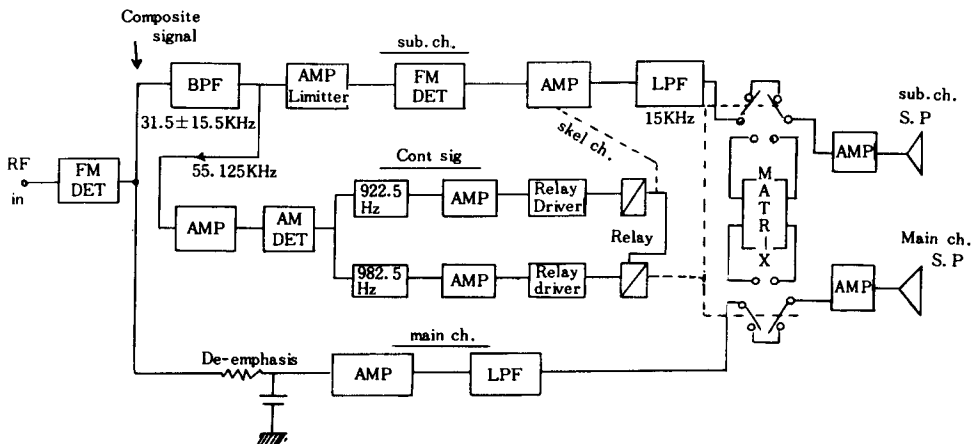 Composite
signal
sub. ch.
BPF
AMP
Limitter
FM
DET
AMP
LPF
31.5±15.5KHz
15KHz
sub. ch.
S. P
AMP
skel ch.
RF
in
FM
DET
55. 125KHz
Cont sig
922.5
Hz
AMP
Relay
Driver
AMP
AM
DET
Relay
982.5
Hz
AMP
Relay
driver
MATR-X
Main ch.
S. P
AMP
main ch.
De-emphasis
AMP
LPF